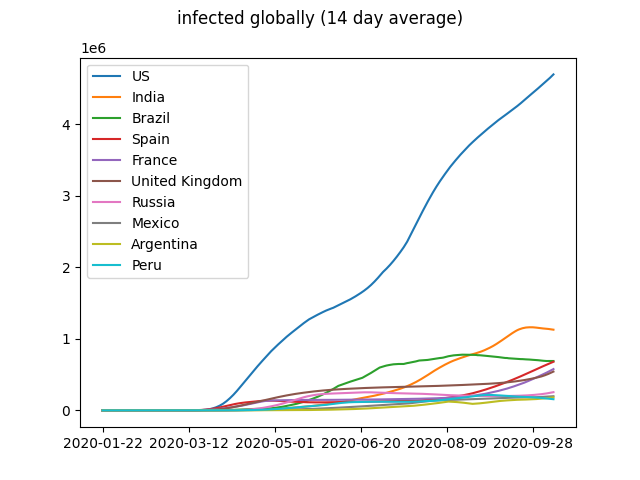 infected globally (14 day average)
1e6
US
India
Brazil
Spain
France
United Kingdom
Russia
Mexico
Argentina
Peru
4
3
2
1
0
2020-01-22 2020-03-12 2020-05-01 2020-06-20 2020-08-09 2020-09-28